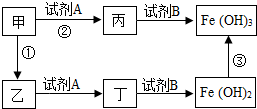 甲 试剂A ② 丙 试剂B Fe (OH)₃
① ③
乙 试剂A 丁 试剂B Fe (OH)₂